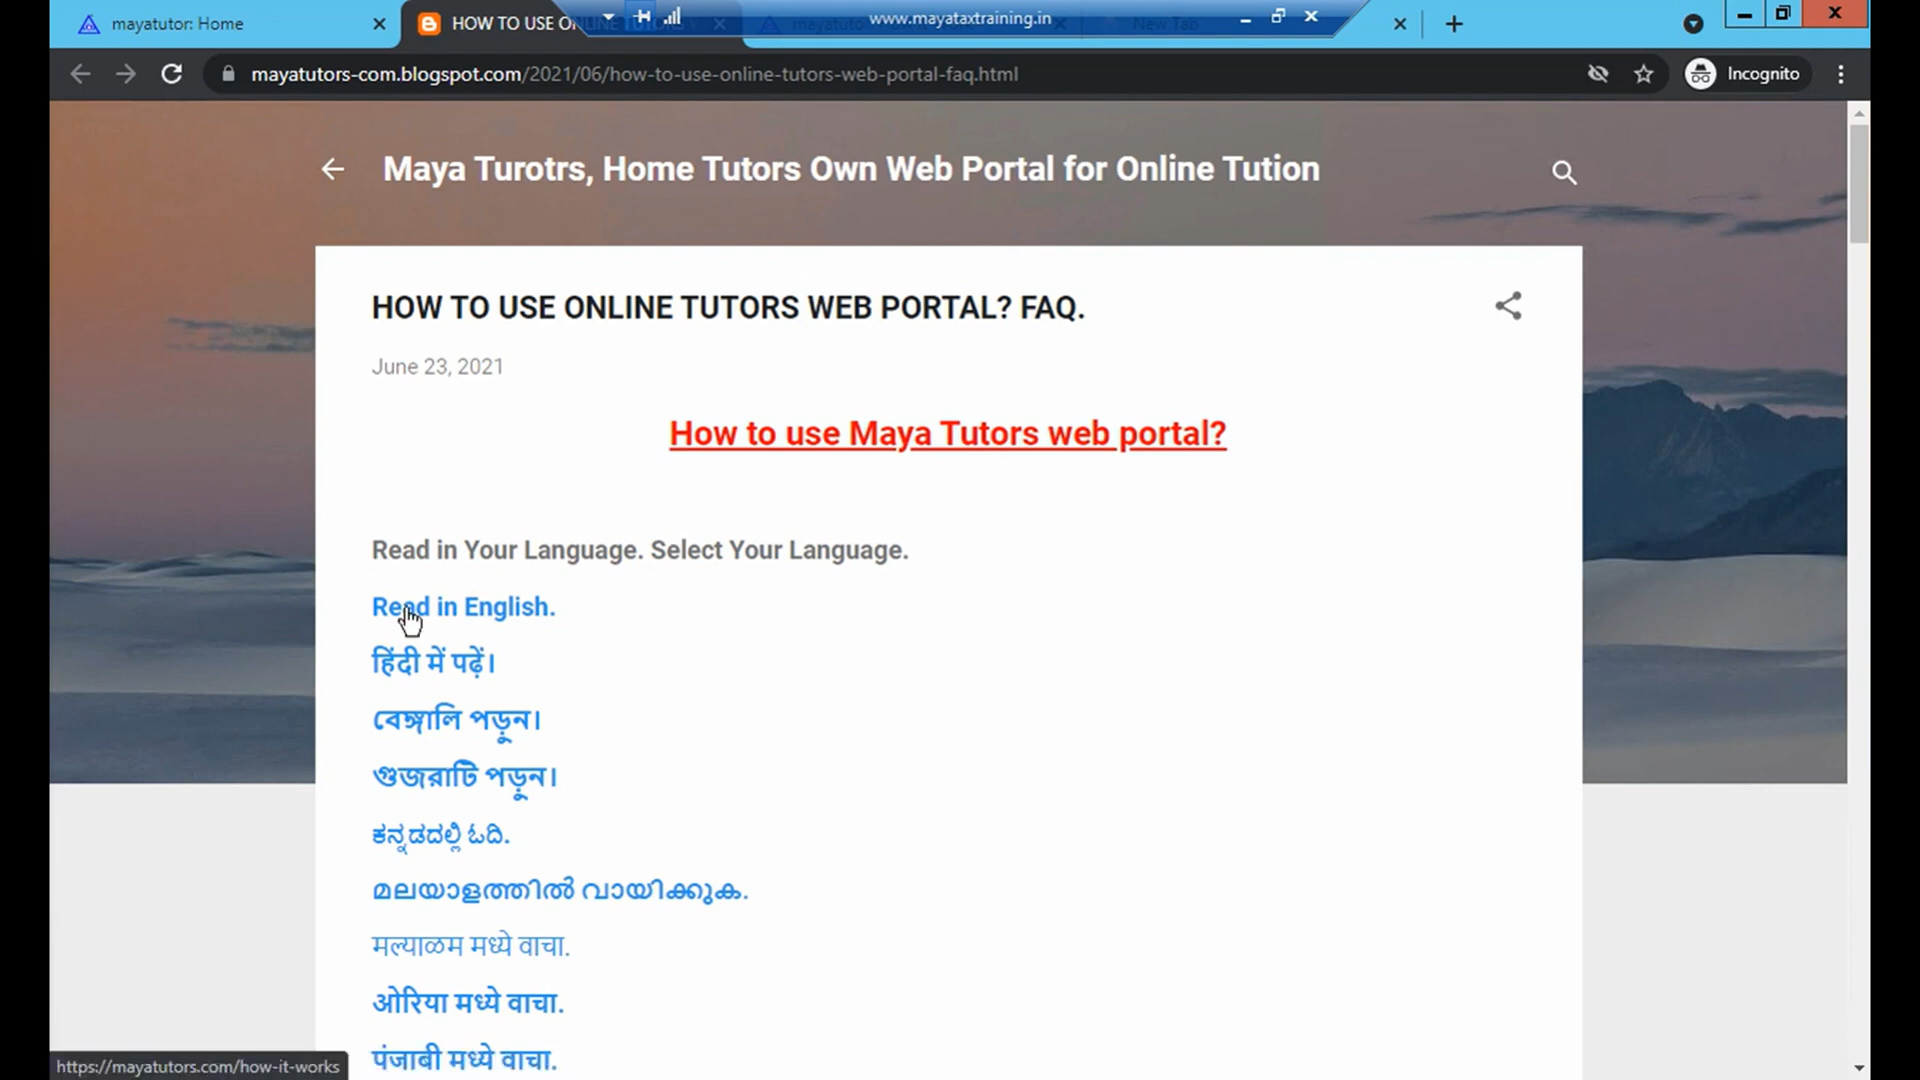 mayatutor: Home
HOW TO USE ON
www.mayataxtraining.in
New Tab
mayatutors-com.blogspot.com/2021/06/how-to-use-online-tutors-web-portal-faq.html
Incognito
Maya Turotrs, Home Tutors Own Web Portal for Online Tution
HOW TO USE ONLINE TUTORS WEB PORTAL? FAQ.
June 23, 2021
How to use Maya Tutors web portal?
Read in Your Language. Select Your Language.
Read in English.
हिंदी में पढ़ें।
বেঙ্গালি পড়ুন।
গুজরাটি পড়ুন।
ಕನ್ನಡದಲ್ಲಿ ಓದಿ.
മലയാളത്തിൽ വായിക്കുക.
मल्याळम मध्ये वाचा.
ओरिया मध्ये वाचा.
पंजाबी मध्ये वाचा.
https://mayatutors.com/how-it-works